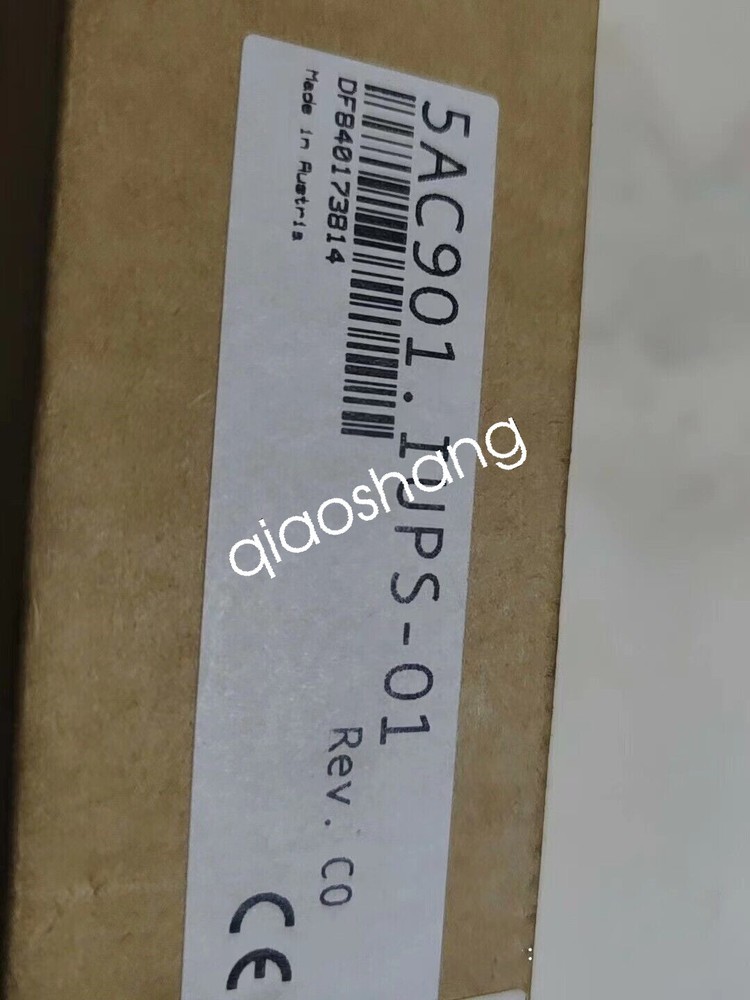 5AC901.IUPS-01
DF840173814
Made in Austria
Rev. C0
CE
qiaoshang